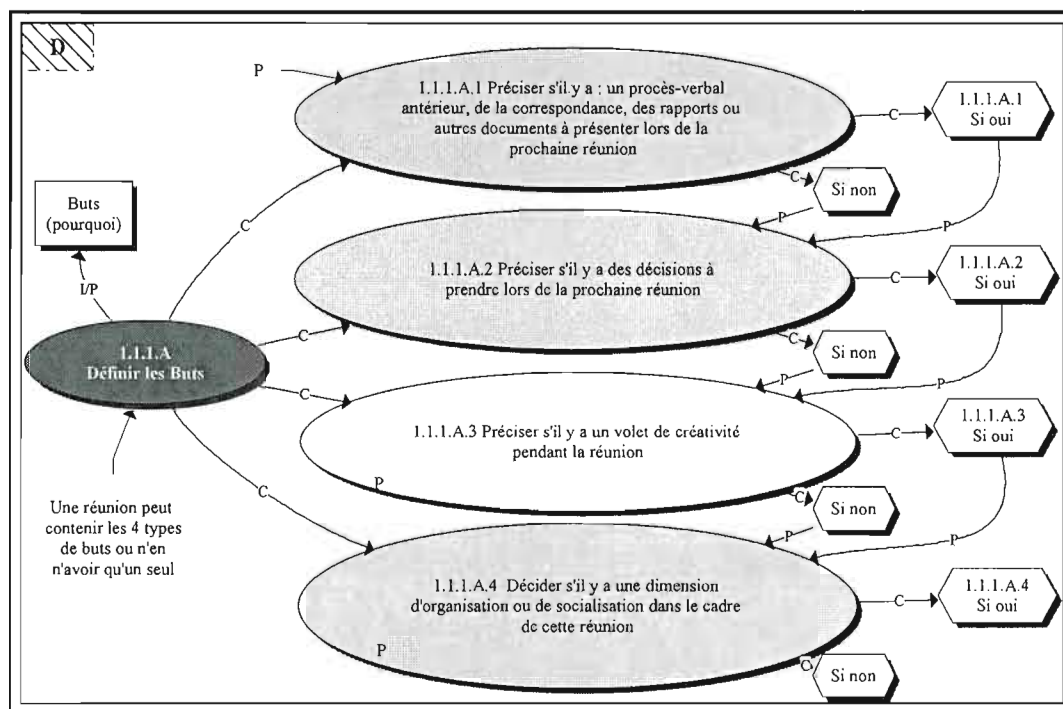 D
P
1.1.1.A.1 Préciser s'il.y a : un procès-verbal
antérieur, de la correspondance, des rapports ou
autres documents à présenter lors de la
prochaine réunion
C
1.1.1.A.1
Si oui
C
Si non
P
P
Buts
(pourquoi)
I/P
C
1.1.1.A.2 Préciser s'il y a des décisions à
prendre lors de la prochaine réunion
C
1.1.1.A.2
Si oui
C
Si non
P
P
1.1.1.A
Définir les Buts
C
C
1.1.1.A.3 Préciser s'il y a un volet de créativité
pendant la réunion
P
C
1.1.1.A.3
Si oui
C
Si non
P
P
Une réunion peut
contenir les 4 types
de buts ou n'en
n'avoir qu'un seul
C
1.1.1.A.4 Décider s'il y a une dimension
d'organisation ou de socialisation dans le cadre
de cette réunion
P
C
1.1.1.A.4
Si oui
C
Si non